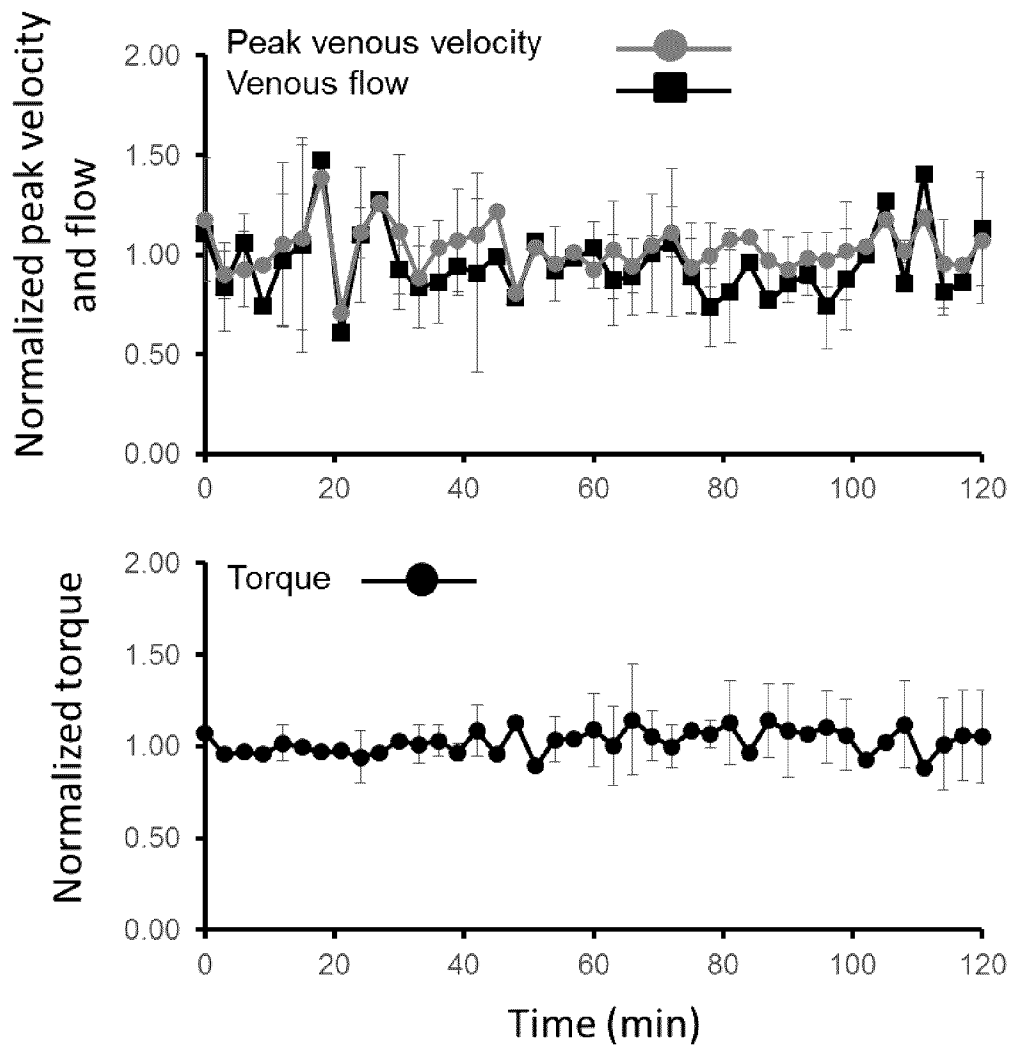 Normalized peak velocity
and flow
Peak venous velocity
Venous flow
2.00
1.50
1.00
0.50
0.00
0 20 40 60 80 100 120
Normalized torque
Torque
2.00
1.50
1.00
0.50
0.00
0 20 40 60 80 100 120
Time (min)